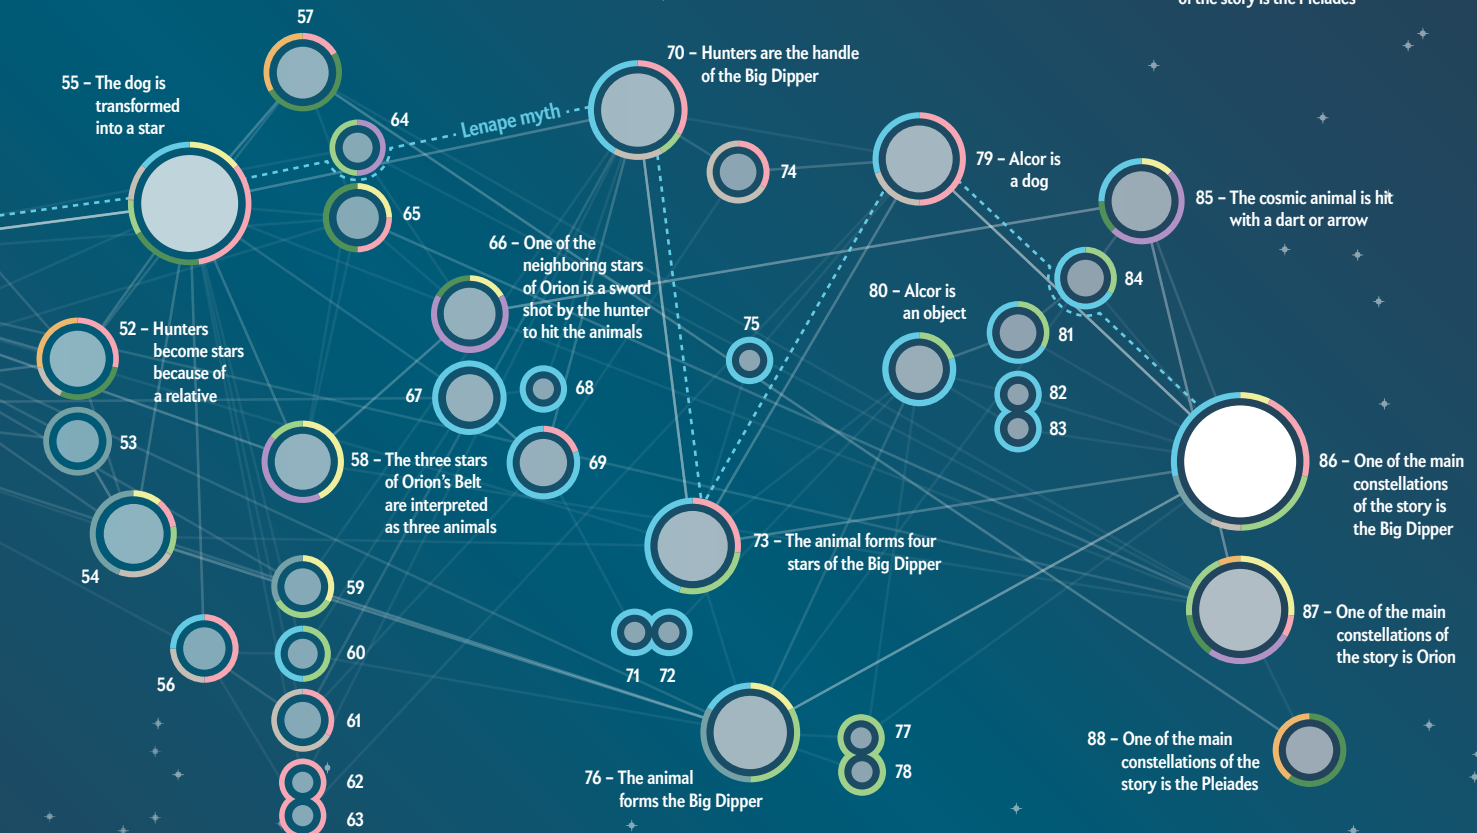 of the story is the Pleiades
57
55 – The dog is
transformed
into a star
64
Lenape myth
70 – Hunters are the handle
of the Big Dipper
74
79 – Alcor is
a dog
85 – The cosmic animal is hit
with a dart or arrow
65
66 – One of the
neighboring stars
of Orion is a sword
shot by the hunter
to hit the animals
84
80 – Alcor is
an object
81
75
52 – Hunters
become stars
because of
a relative
67
68
82
83
53
58 – The three stars
of Orion's Belt
are interpreted
as three animals
69
86 – One of the main
constellations
of the story is
the Big Dipper
73 – The animal forms four
stars of the Big Dipper
54
59
87 – One of the main
constellations of
the story is Orion
60
56
71
72
61
77
78
88 – One of the main
constellations of the
story is the Pleiades
76 – The animal
forms the Big Dipper
62
63